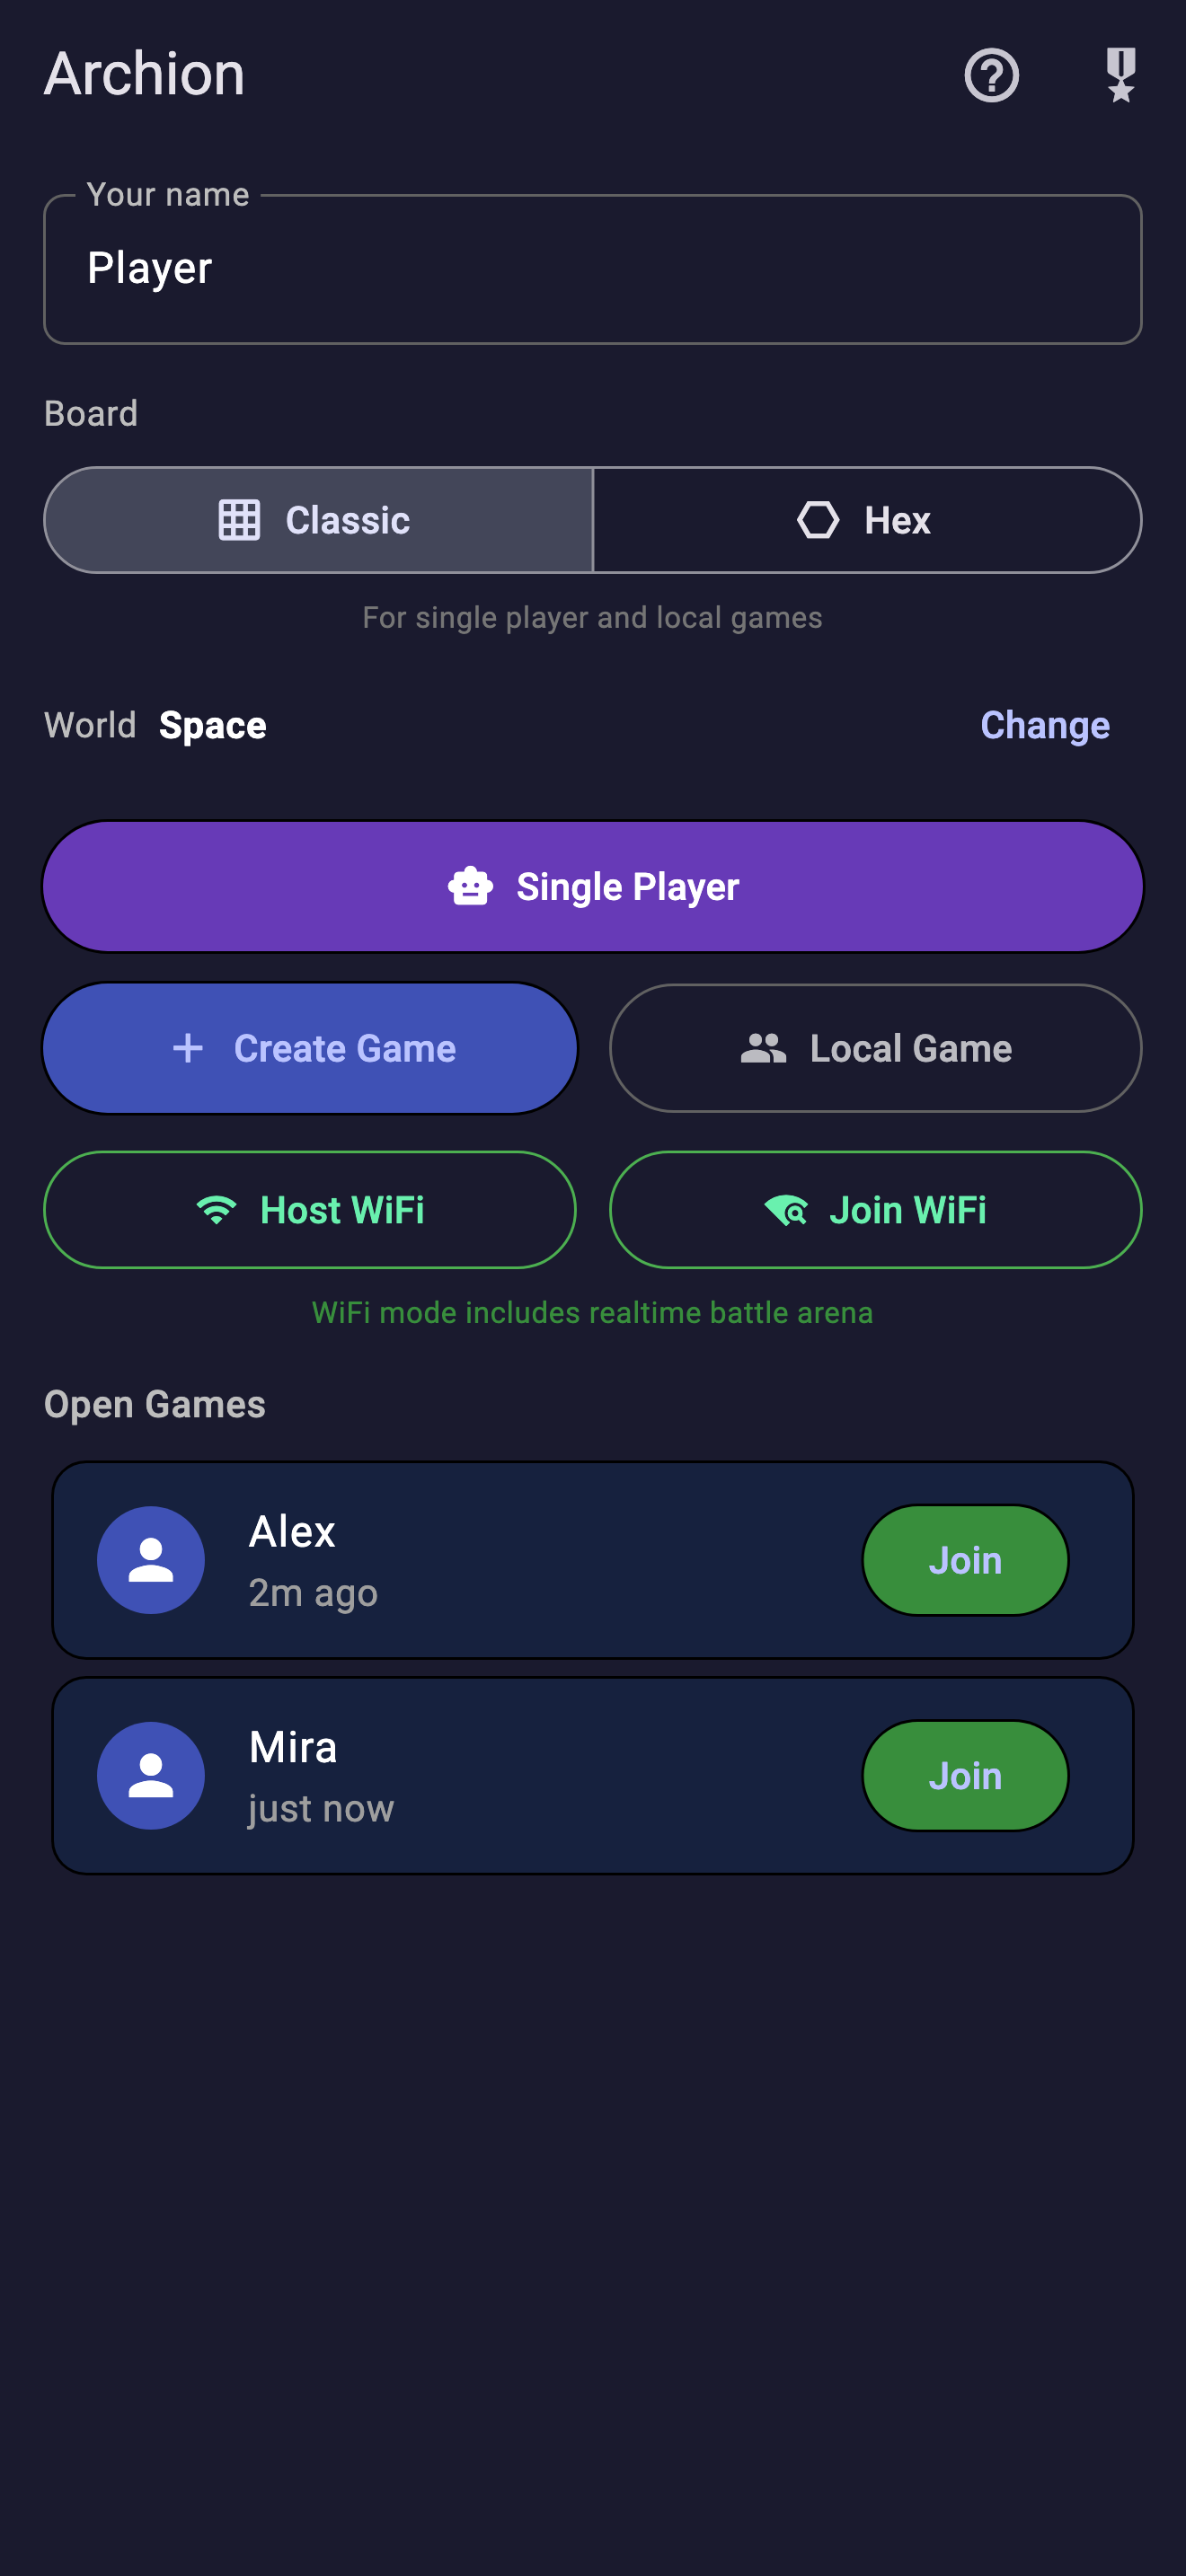 Archion
Your name
Player
Board
Classic
Hex
For single player and local games
World Space
Change
Single Player
Create Game
Local Game
Host WiFi
Join WiFi
WiFi mode includes realtime battle arena
Open Games
Alex
2m ago
Join
Mira
just now
Join